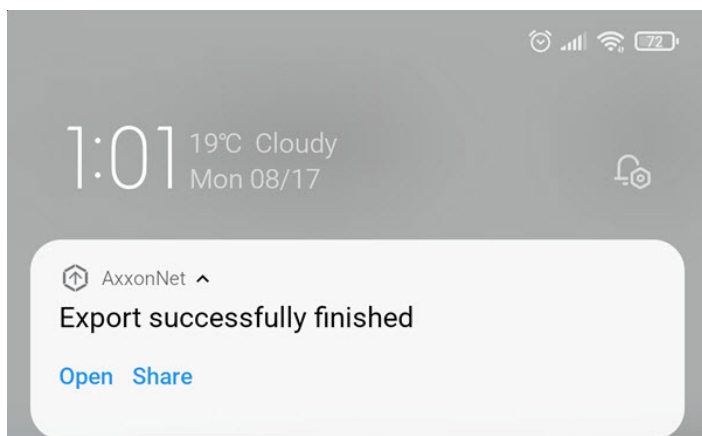 72
1:01
19°C Cloudy
Mon 08/17
AxxonNet
Export successfully finished
Open Share